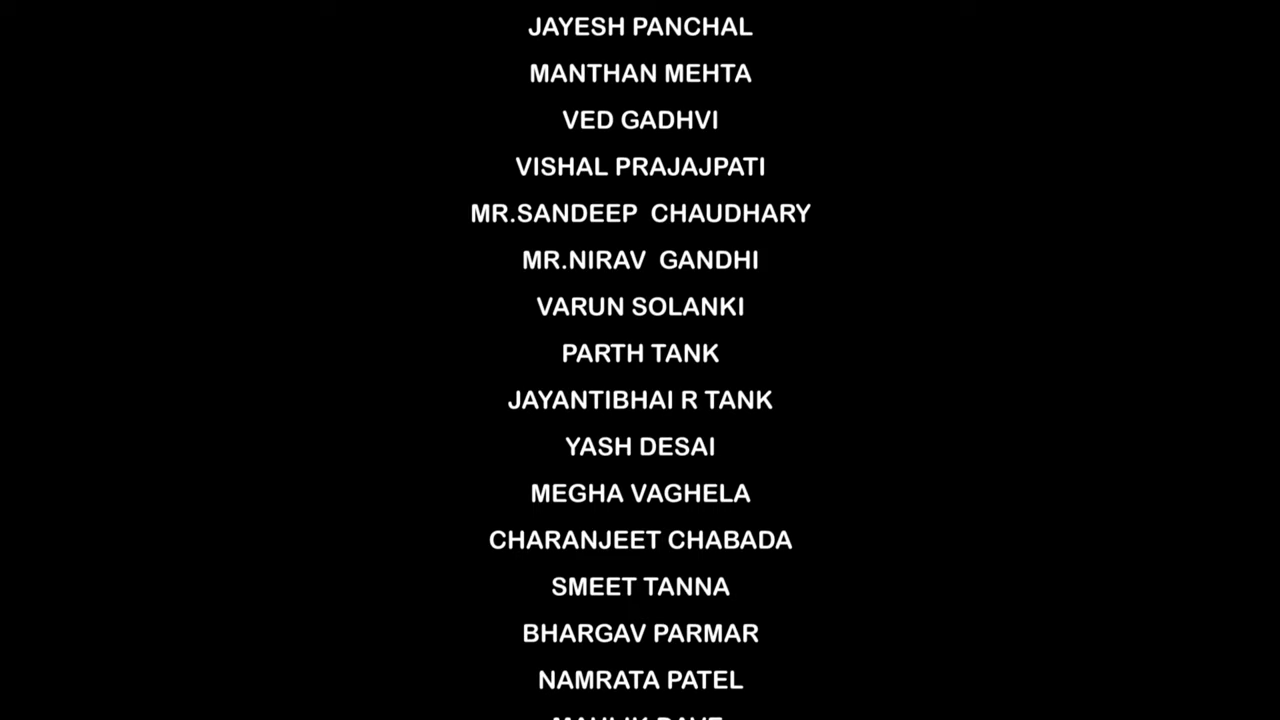 JAYESH PANCHAL
MANTHAN MEHTA
VED GADHVI
VISHAL PRAJAJPATI
MR.SANDEEP  CHAUDHARY
MR.NIRAV  GANDHI
VARUN SOLANKI
PARTH TANK
JAYANTIBHAI R TANK
YASH DESAI
MEGHA VAGHELA
CHARANJEET CHABADA
SMEET TANNA
BHARGAV PARMAR
NAMRATA PATEL